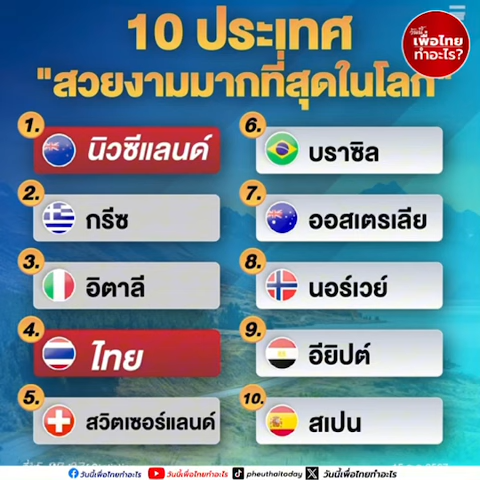 10 ประเทศ
"สวยงามมากที่สุดในโลก"
วันนี้
เพื่อไทย
ทำอะไร?
1. นิวซีแลนด์
2. กรีซ
3. อิตาลี
4. ไทย
5. สวิตเซอร์แลนด์
6. บราซิล
7. ออสเตรเลีย
8. นอร์เวย์
9. อียิปต์
10. สเปน
วันนี้เพื่อไทยทำอะไร
วันนี้เพื่อไทยทำอะไร
pheuthaitoday
วันนี้เพื่อไทยทำอะไร